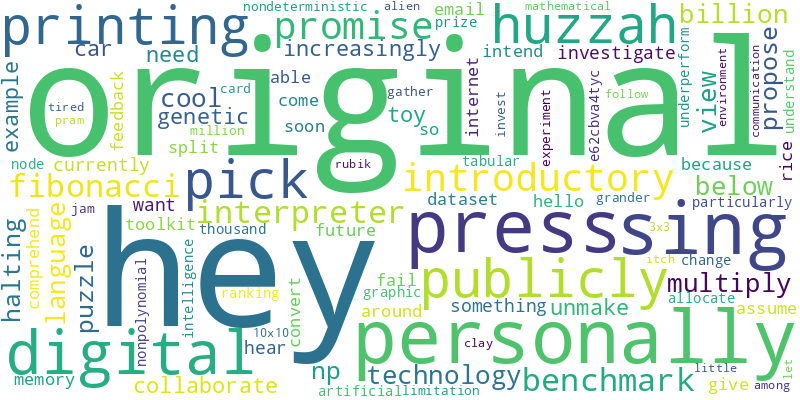 nondeterministic
alien
email
mathematical
printing
promise
prize
huzzah
billion
car
need
increasingly
intend
investigate
original
example
tired
pram
feedback
cool
genetic
able
card
come
gather
toy
internet
invest
experiment
e62cbva4tyc
follow
underperform
view
environment
communication
propose
understand
million
soon
so
split
node
currently
rubik
tabular
because
rice
fibonacci
pick
introductory
below
want
interpreter
dataset
hello
grander
particularly
halting
comprehend
language
jam
toolkit
thousand
future
hey
presssing
3x3
change
puzzle
nonpolynomial
intelligence
ranking
convert
fail
graphic
publicly
itch
multiply
around
something
unmake
allocate
assume
digital
10x10
hear
personally
clay
memory
collaborate
np
technology
benchmark
give
little
among
let
artificial
limitation